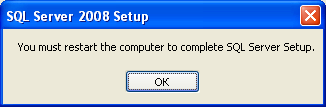 SQL Server 2008 Setup
You must restart the computer to complete SQL Server Setup.
OK